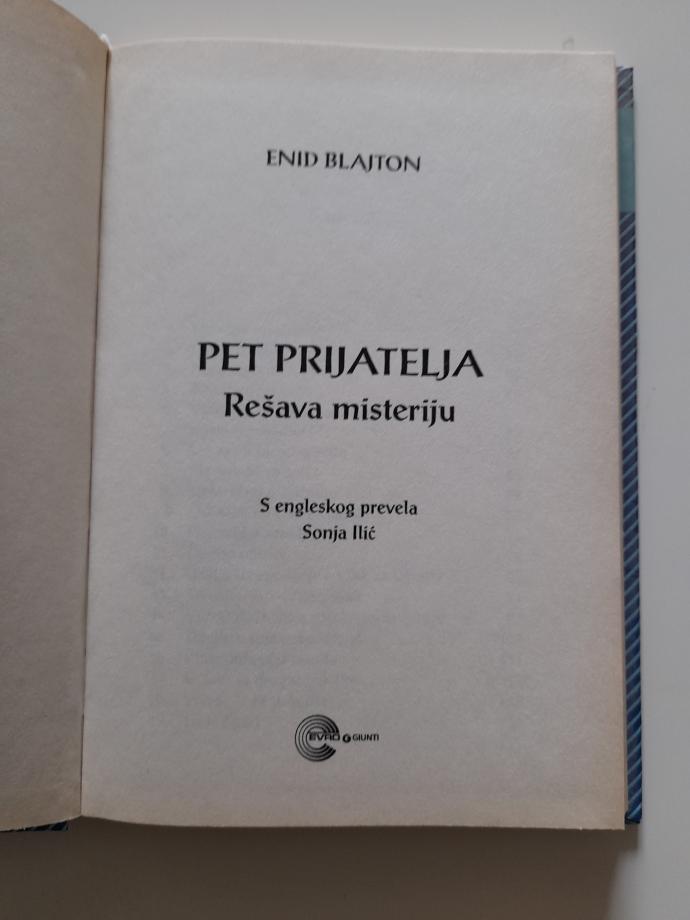 ENID BLAJTON
PET PRIJATELJA
Rešava misteriju
S engleskog prevela
Sonja Ilić
EVRO GIUNTI